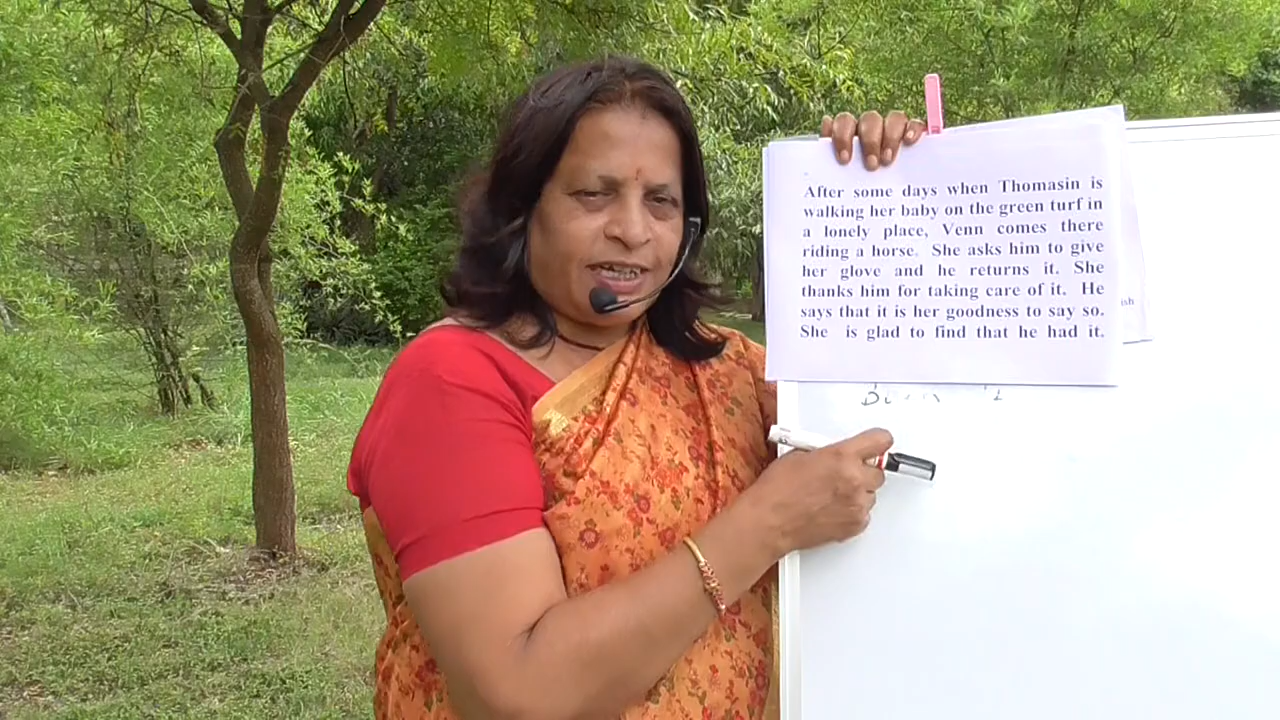 After some days when Thomasin is
walking her baby on the green turf in
a lonely place, Venn comes there
riding a horse. She asks him to give
her glove and he returns it. She
thanks him for taking care of it. He
says that it is her goodness to say so.
She is glad to find that he had it.
ish